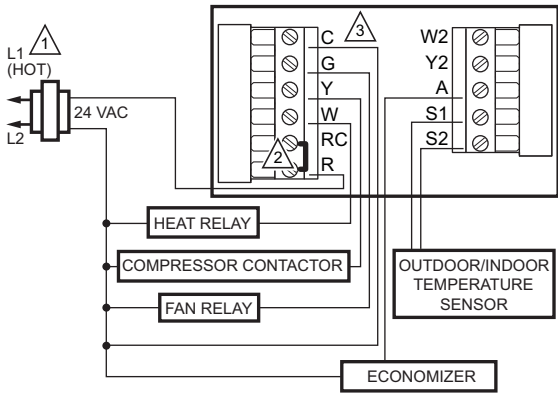 L1
(HOT)
1
L2
24 VAC
C
3
G
Y
W
RC
2
R
W2
Y2
A
S1
S2
HEAT RELAY
COMPRESSOR CONTACTOR
FAN RELAY
OUTDOOR/INDOOR
TEMPERATURE
SENSOR
ECONOMIZER